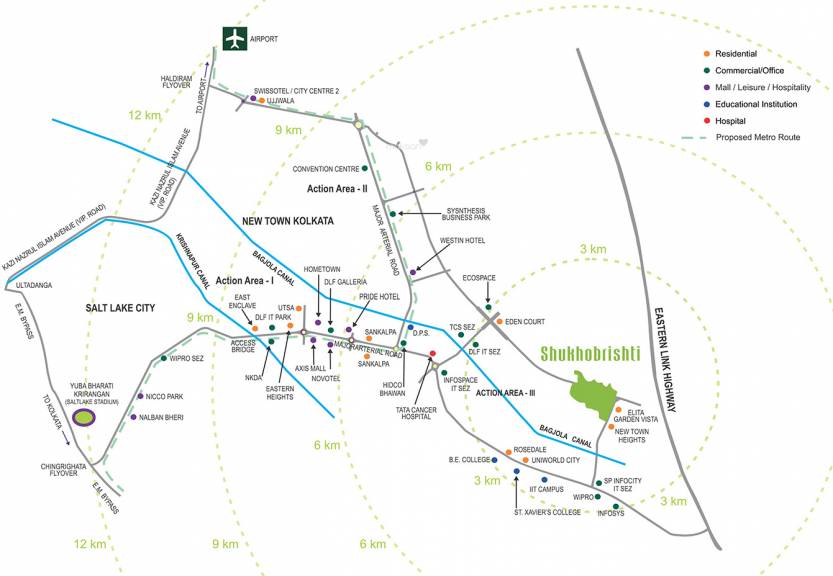 AIRPORT
HALDIRAM
FLYOVER
TO AIRPORT
SWISSOTEL / CITY CENTRE 2
UJJWALA
Residential
Commercial/Office
Mall / Leisure / Hospitality
Educational Institution
Hospital
Proposed Metro Route
12 km
9 km
6 km
KAZI NAZRUL ISLAM AVENUE
(VIP. ROAD)
CONVENTION CENTRE
Action Area - II
SYSNTHESIS
BUSINESS PARK
MAJOR ARTERIAL ROAD
WESTIN HOTEL
NEW TOWN KOLKATA
KAZI NAZRUL ISLAM AVENUE (VIP. ROAD)
KRISHNAPUR CANAL
BAGJOLA CANAL
3 km
ULTADANGA
E.M. BYPASS
SALT LAKE CITY
Action Area - I
HOMETOWN
DLF GALLERIA
PRIDE HOTEL
ECOSPACE
EAST
ENCLAVE
UTSA
DLF IT PARK
9 km
ACCESS
BRIDGE
NKDA
EASTERN
HEIGHTS
AXIS MALL
NOVOTEL
MAJORARTERIAL ROAD
SANKALPA
SANKALPA
D.P.S.
HIDCO
BHAWAN
TATA CANCER
HOSPITAL
TCS SEZ
EDEN COURT
DLF IT SEZ
INFOSPACE
IT SEZ
ACTION AREA - III
Shukhobrishti
EASTERN LINK HIGHWAY
WIPRO SEZ
YUBA BHARATI
KRIRANGAN
(SALTLAKE STADIUM)
NICCO PARK
NALBAN BHERI
TO KOLKATA
CHINGRIGHATA
FLYOVER
E.M. BYPASS
ELITA
GARDEN VISTA
NEW TOWN
HEIGHTS
BAGJOLA CANAL
6 km
ROSEDALE
B.E. COLLEGE
UNIWORLD CITY
3 km
IIT CAMPUS
ST. XAVIER'S COLLEGE
SP INFOCITY
IT SEZ
WIPRO
INFOSYS
3 km
12 km
9 km
6 km